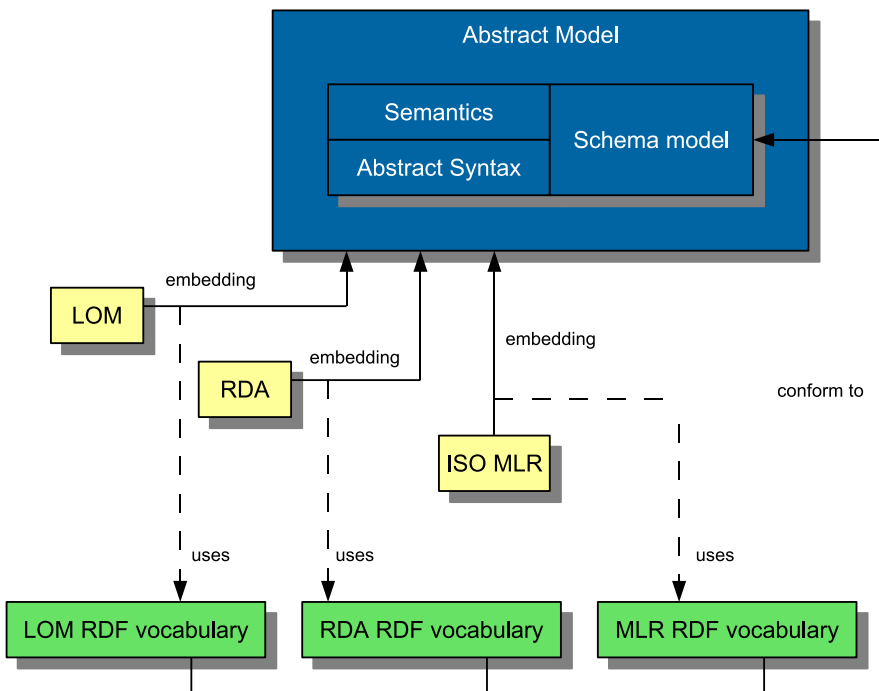 Abstract Model
Semantics
Schema model
Abstract Syntax
embedding
LOM
embedding
embedding
RDA
conform to
ISO MLR
uses
uses
uses
LOM RDF vocabulary
RDA RDF vocabulary
MLR RDF vocabulary